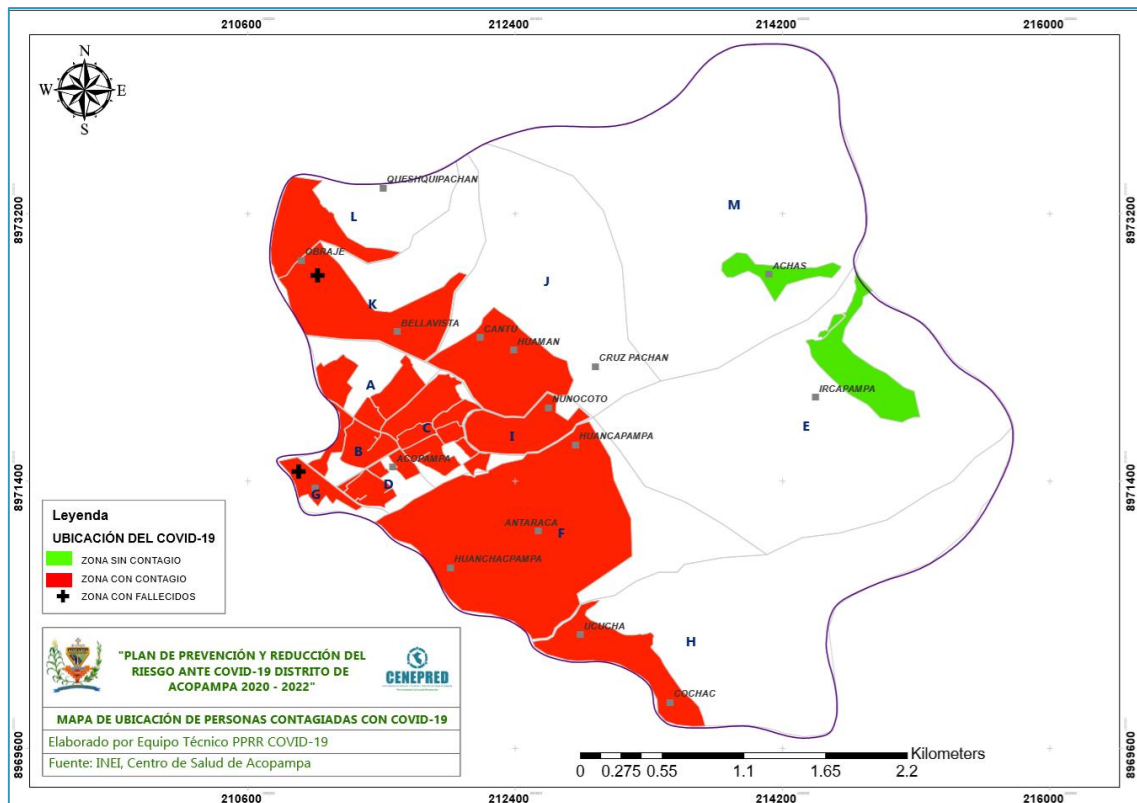 210600
212400
214200
216000
N
W
E
S
8973200
8973200
QUESHQUIPACHAN
L
M
OBRAJE
ACHAS
J
K
BELLAVISTA
CANTU
HUAMAN
CRUZ PACHAN
A
IRCAPAMPA
NUNOCOTO
E
C
I
HUANCAPAMPA
B
ACOPAMPA
D
G
8971400
8971400
ANTARACA
F
HUANCHACPAMPA
UCUCHA
H
COCHAC
Leyenda
UBICACIÓN DEL COVID-19
ZONA SIN CONTAGIO
ZONA CON CONTAGIO
ZONA CON FALLECIDOS
"PLAN DE PREVENCIÓN Y REDUCCIÓN DEL
RIESGO ANTE COVID-19 DISTRITO DE
ACOPAMPA 2020 - 2022"
CENEPRED
MAPA DE UBICACIÓN DE PERSONAS CONTAGIADAS CON COVID-19
Elaborado por Equipo Técnico PPRR COVID-19
Fuente: INEI, Centro de Salud de Acopampa
Kilometers
0 0.275 0.55 1.1 1.65 2.2
8969600
8969600
210600
212400
214200
216000